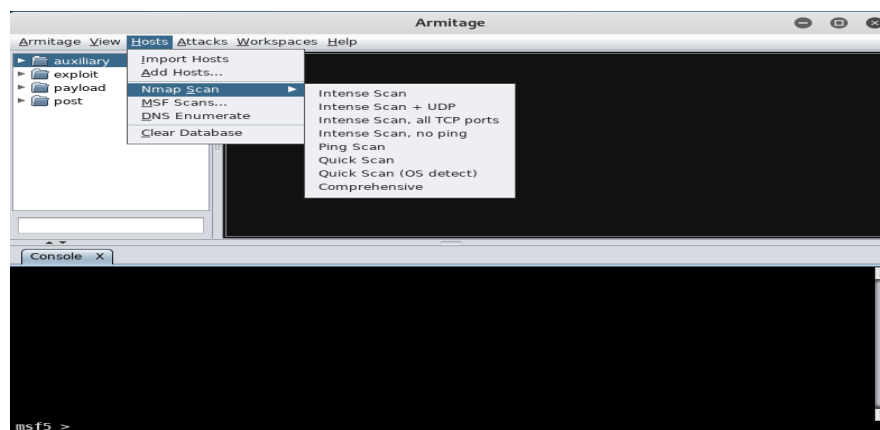 Armitage
Armitage View Hosts Attacks Workspaces Help
auxiliary
exploit
payload
post
Import Hosts
Add Hosts...
Nmap Scan
MSF Scans...
DNS Enumerate
Clear Database
Intense Scan
Intense Scan + UDP
Intense Scan, all TCP ports
Intense Scan, no ping
Ping Scan
Quick Scan
Quick Scan (OS detect)
Comprehensive
Console X
msf5 >